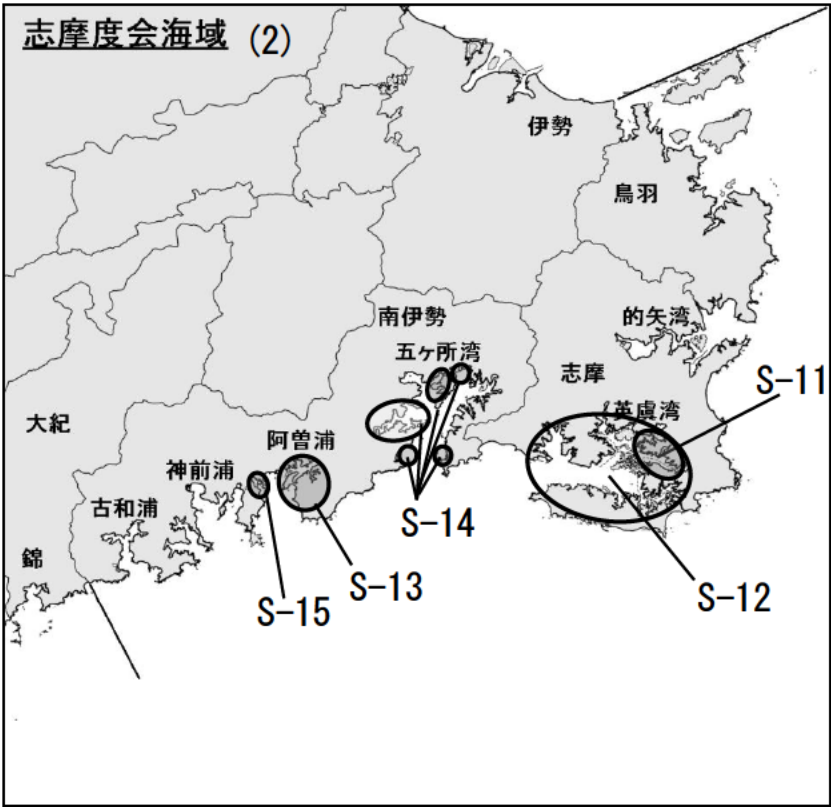 志摩度会海域 (2)
伊勢
鳥羽
南伊勢
的矢湾
五ヶ所湾
志摩
S-11
大紀
英虞湾
阿曽浦
神前浦
古和浦
S-14
錦
S-13
S-12
S-15